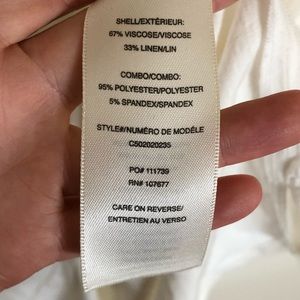 SHELL/EXTÉRIEUR:
67% VISCOSE/VISCOSE
33% LINEN/LIN
COMBO/COMBO:
95% POLYESTER/POLYESTER
5% SPANDEX/SPANDEX
STYLE#/NUMÉRO DE MODÈLE
C502020235
PO# 111739
RN# 107677
CARE ON REVERSE/
ENTRETIEN AU VERSO